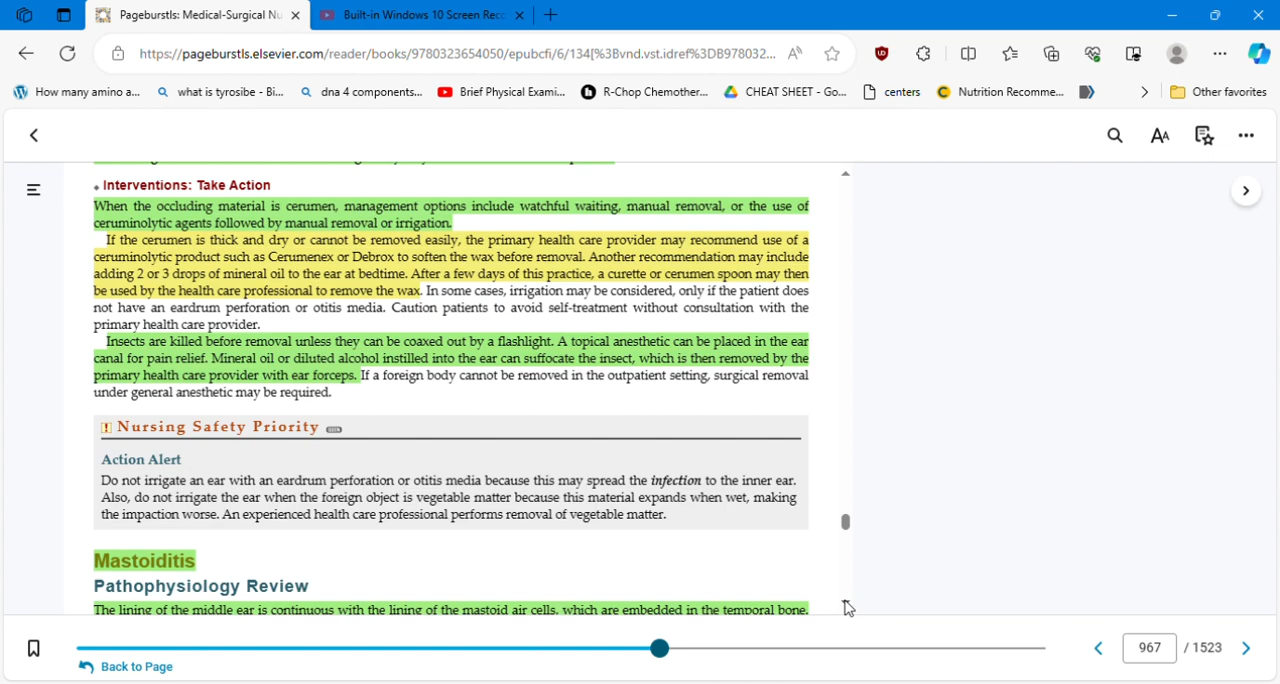 Pageburstls: Medical-Surgical Nu
Built-in Windows 10 Screen Reco
https://pageburstls.elsevier.com/reader/books/9780323654050/epubcfi/6/134[%3Bvnd.vst.idref%3DB978032...
How many amino a...
what is tyrosibe - Bi...
dna 4 components...
Brief Physical Exami...
R-Chop Chemother...
CHEAT SHEET - Go...
centers
Nutrition Recomme...
Other favorites
Interventions: Take Action
When the occluding material is cerumen, management options include watchful waiting, manual removal, or the use of
ceruminolytic agents followed by manual removal or irrigation.
If the cerumen is thick and dry or cannot be removed easily, the primary health care provider may recommend use of a
ceruminolytic product such as Cerumenex or Debrox to soften the wax before removal. Another recommendation may include
adding 2 or 3 drops of mineral oil to the ear at bedtime. After a few days of this practice, a curette or cerumen spoon may then
be used by the health care professional to remove the wax. In some cases, irrigation may be considered, only if the patient does
not have an eardrum perforation or otitis media. Caution patients to avoid self-treatment without consultation with the
primary health care provider.
Insects are killed before removal unless they can be coaxed out by a flashlight. A topical anesthetic can be placed in the ear
canal for pain relief. Mineral oil or diluted alcohol instilled into the ear can suffocate the insect, which is then removed by the
primary health care provider with ear forceps. If a foreign body cannot be removed in the outpatient setting, surgical removal
under general anesthetic may be required.
! Nursing Safety Priority
Action Alert
Do not irrigate an ear with an eardrum perforation or otitis media because this may spread the infection to the inner ear.
Also, do not irrigate the ear when the foreign object is vegetable matter because this material expands when wet, making
the impaction worse. An experienced health care professional performs removal of vegetable matter.
Mastoiditis
Pathophysiology Review
The lining of the middle ear is continuous with the lining of the mastoid air cells, which are embedded in the temporal bone.
967 / 1523
Back to Page